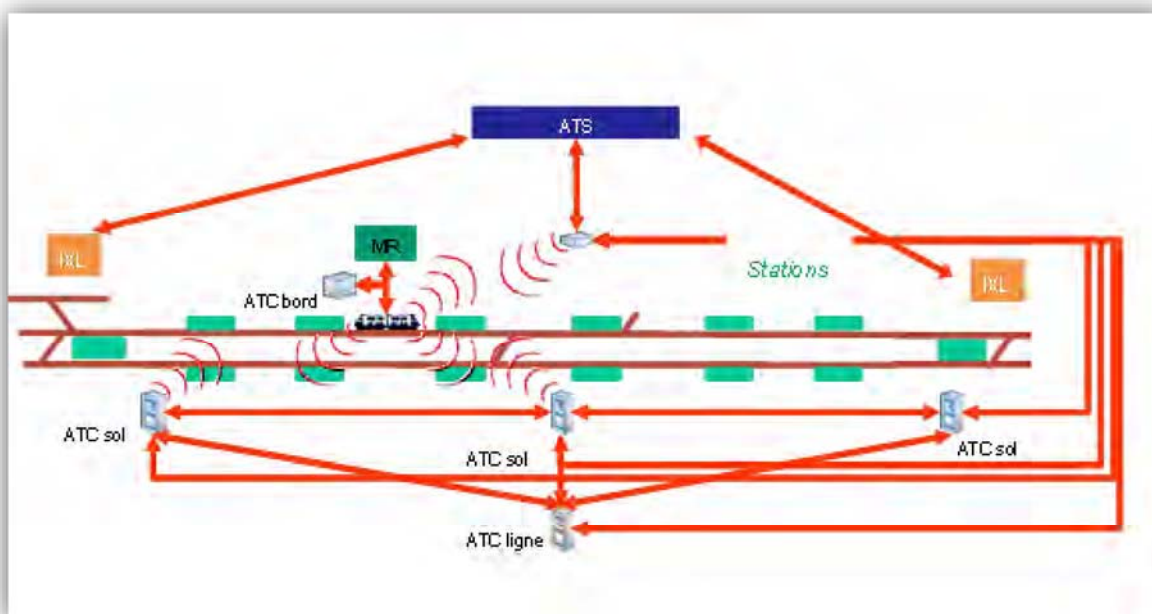 ATS
IXL
MR
Stations
IXL
ATC bord
ATC sol
ATC sol
ATC sol
ATC ligne